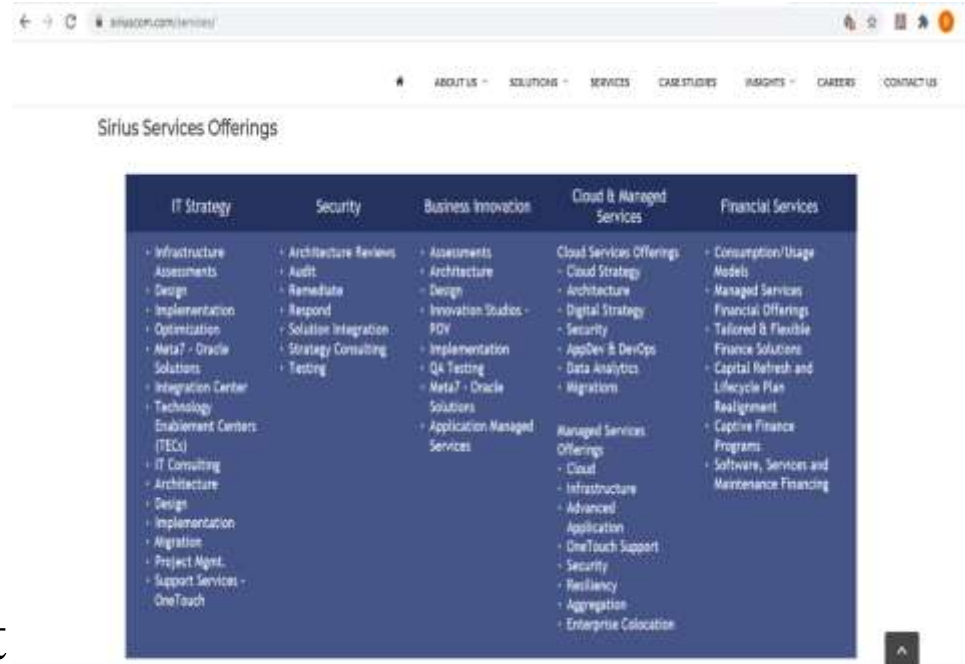 siriuscom.com/services/
ABOUT US
SOLUTIONS
SERVICES
CASE STUDIES
INSIGHTS
CAREERS
CONTACT US
Sirius Services Offerings
IT Strategy
Infrastructure
Assessments
Design
Implementation
Optimization
Meta7 - Oracle
Solutions
Integration Center
Technology
Enablement Centers
(TECs)
IT Consulting
Architecture
Design
Implementation
Migration
Project Mgmt.
Support Services -
OneTouch
Security
Architecture Reviews
Audit
Remediate
Respond
Solution Integration
Strategy Consulting
Testing
Business Innovation
Assessments
Architecture
Design
Innovation Studios -
POV
Implementation
QA Testing
Meta7 - Oracle
Solutions
Application Managed
Services
Cloud & Managed
Services
Cloud Services Offerings
Cloud Strategy
Architecture
Digital Strategy
Security
AppDev & DevOps
Data Analytics
Migrations
Managed Services
Offerings
Cloud
Infrastructure
Advanced
Application
OneTouch Support
Security
Resiliency
Aggregation
Enterprise Colocation
Financial Services
Consumption/Usage
Models
Managed Services
Financial Offerings
Tailored & Flexible
Finance Solutions
Capital Refresh and
Lifecycle Plan
Realignment
Captive Finance
Programs
Software, Services and
Maintenance Financing